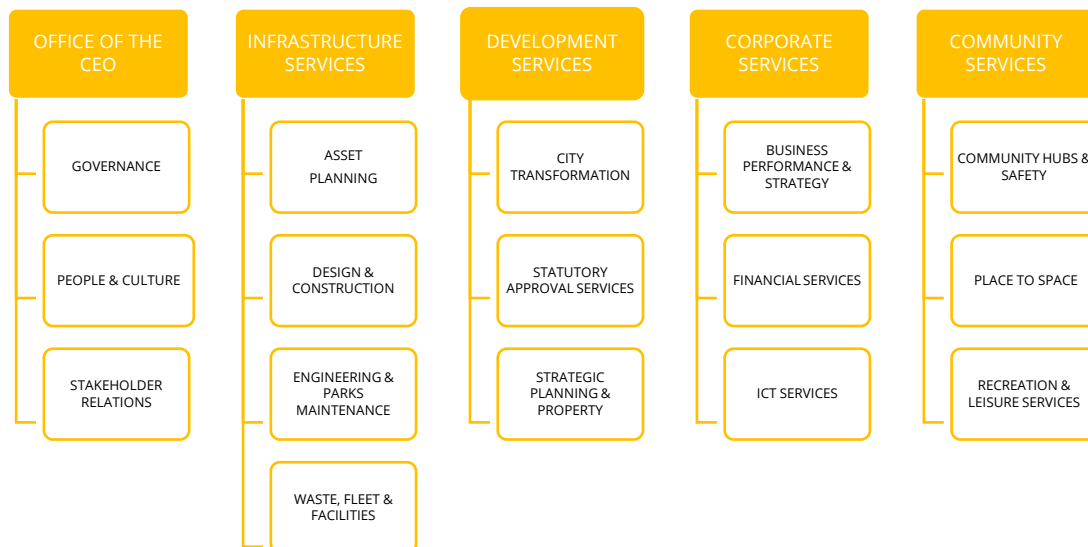 OFFICE OF THE
CEO
GOVERNANCE
PEOPLE & CULTURE
STAKEHOLDER
RELATIONS
INFRASTRUCTURE
SERVICES
ASSET
PLANNING
DESIGN &
CONSTRUCTION
ENGINEERING &
PARKS
MAINTENANCE
WASTE, FLEET &
FACILITIES
DEVELOPMENT
SERVICES
CITY
TRANSFORMATION
STATUTORY
APPROVAL SERVICES
STRATEGIC
PLANNING &
PROPERTY
CORPORATE
SERVICES
BUSINESS
PERFORMANCE &
STRATEGY
FINANCIAL SERVICES
ICT SERVICES
COMMUNITY
SERVICES
COMMUNITY HUBS &
SAFETY
PLACE TO SPACE
RECREATION &
LEISURE SERVICES